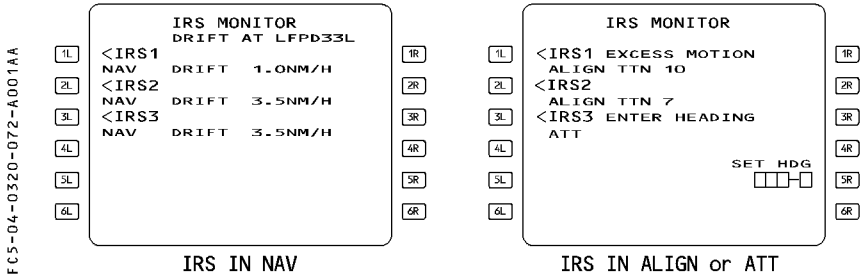 FC5-04-0320-072-A001AA
IRS MONITOR
DRIFT AT LFPD33L
1L
<IRS1
1R
NAV DRIFT 1.0NM/H
2L
<IRS2
2R
NAV DRIFT 3.5NM/H
3L
<IRS3
3R
NAV DRIFT 3.5NM/H
4L
4R
5L
5R
6L
6R
IRS IN NAV
IRS MONITOR
1L
<IRS1 EXCESS MOTION
1R
ALIGN TTN 10
2L
<IRS2
2R
ALIGN TTN 7
3L
<IRS3 ENTER HEADING
3R
ATT
4L
4R
SET HDG
5L
5R
6L
6R
IRS IN ALIGN or ATT